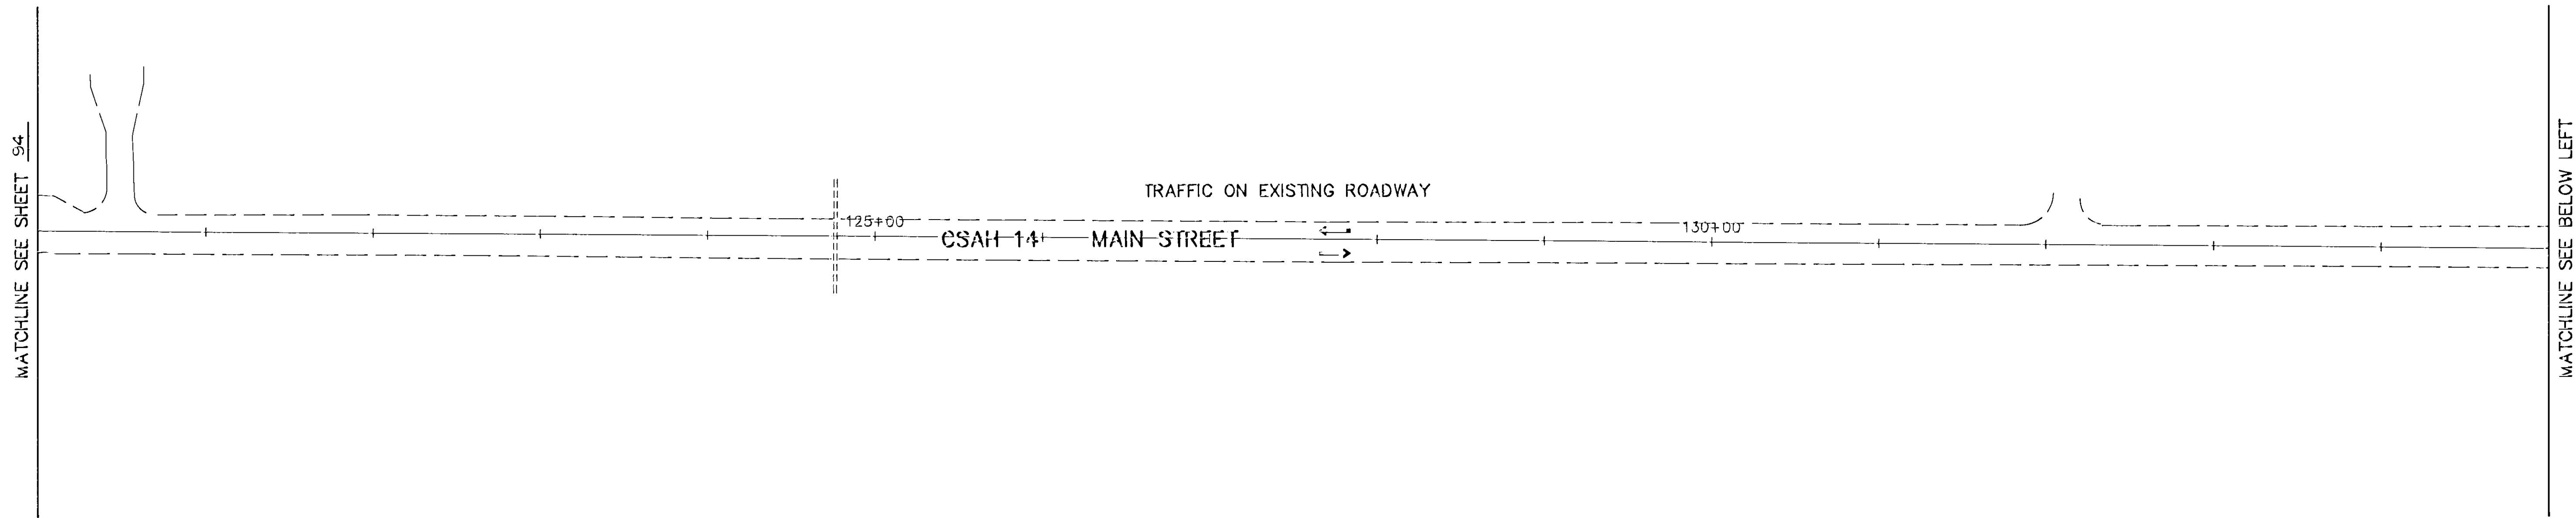 MATCHLINE SEE SHEET 94
TRAFFIC ON EXISTING ROADWAY
125+00
130+00
CSAH 14 MAIN STREET
MATCHLINE SEE BELOW LEFT